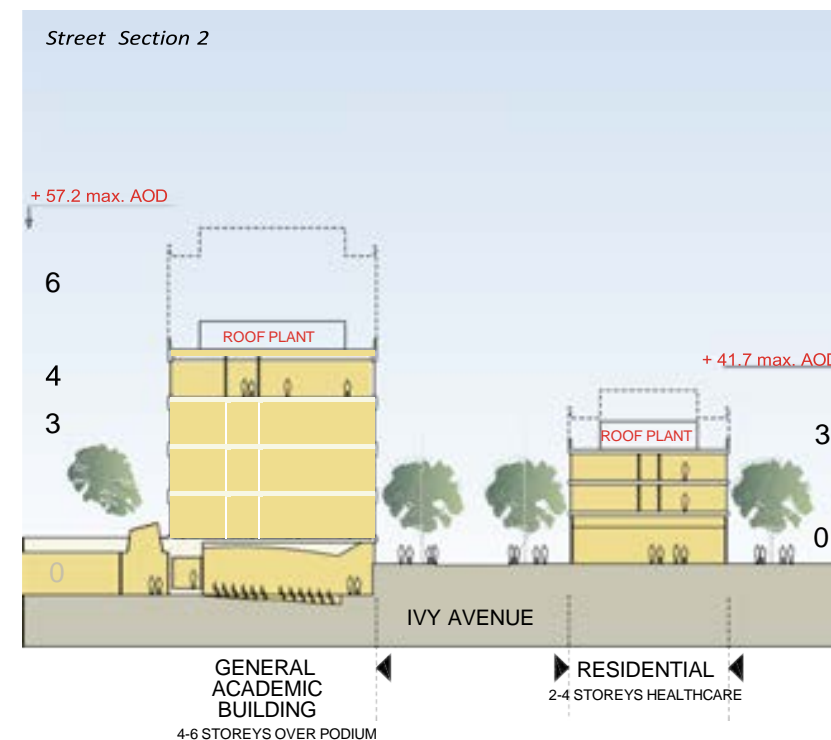 Street Section 2
+ 57.2 max. AOD
6
ROOF PLANT
4
+ 41.7 max. AOD
3
ROOF PLANT
3
0
0
IVY AVENUE
GENERAL
ACADEMIC
BUILDING
4-6 STOREYS OVER PODIUM
RESIDENTIAL
2-4 STOREYS HEALTHCARE